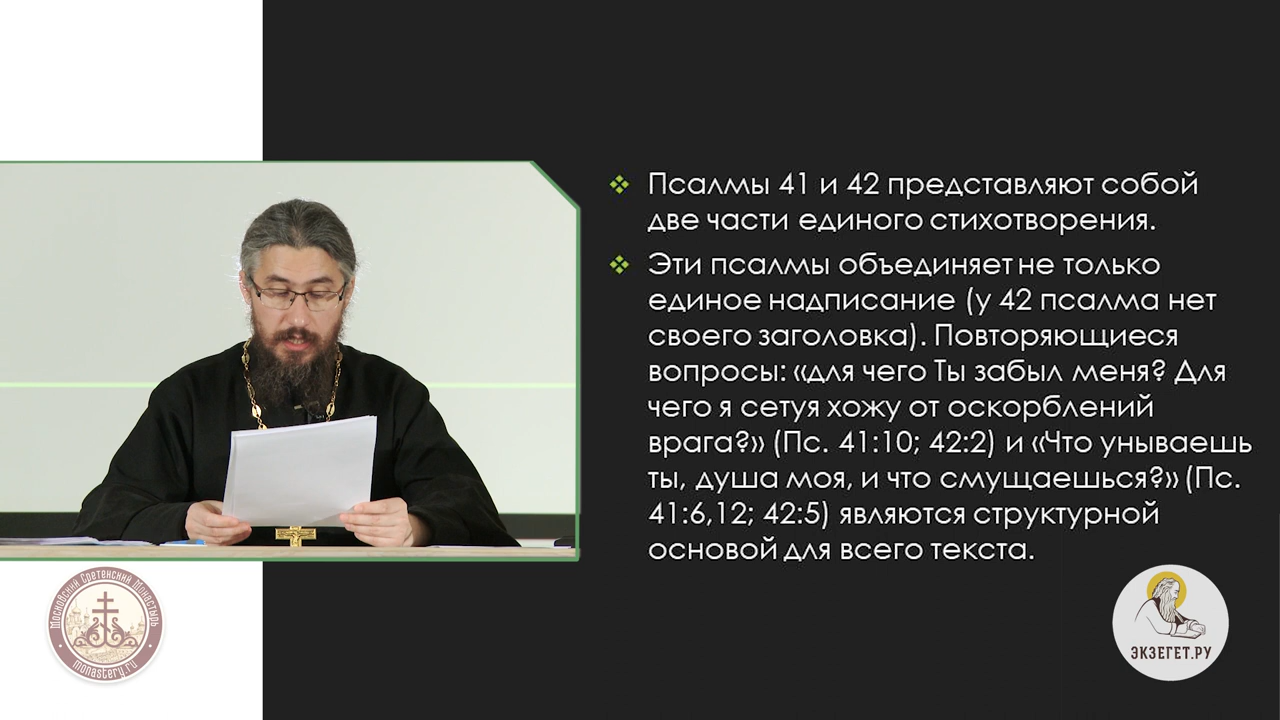 Псалмы 41 и 42 представляют собой
две части единого стихотворения.
Эти псалмы объединяет не только
единое надписание (у 42 псалма нет
своего заголовка). Повторяющиеся
вопросы: «для чего Ты забыл меня? Для
чего я сетуя хожу от оскорблений
врага?» (Пс. 41:10; 42:2) и «Что унываешь
ты, душа моя, и что смущаешься?» (Пс.
41:6,12; 42:5) являются структурной
основой для всего текста.
Московский Сретенский Монастырь
monastery.ru
ЭКЗЕГЕТ.РУ